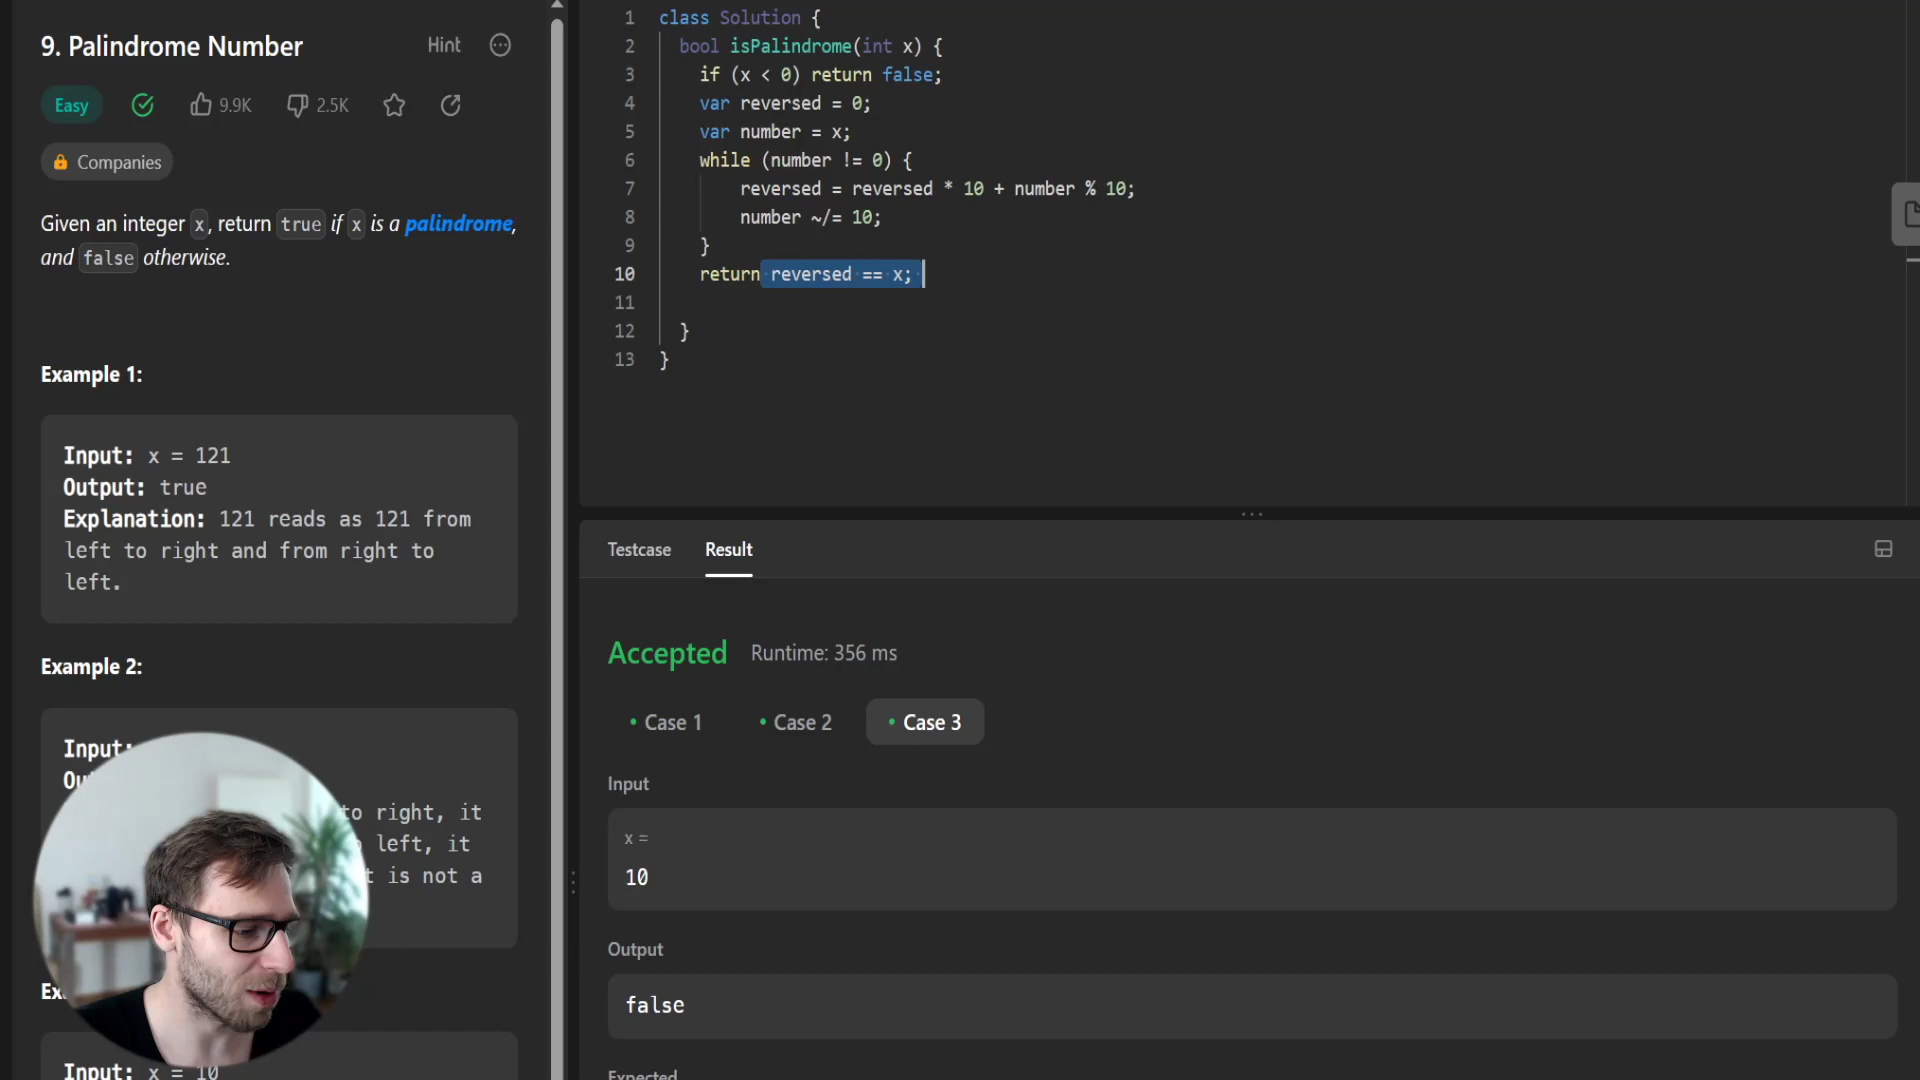 9. Palindrome Number
Hint
Easy
9.9K
2.5K
Companies
Given an integer x, return true if x is a palindrome,
and false otherwise.
Example 1:
Input: x = 121
Output: true
Explanation: 121 reads as 121 from
left to right and from right to
left.
Example 2:
Input:
to right, it
left, it
is not a
Input: x = 10
1 class Solution {
2 bool isPalindrome(int x) {
3 if (x < 0) return false;
4 var reversed = 0;
5 var number = x;
6 while (number != 0) {
7 reversed = reversed * 10 + number % 10;
8 number ~/= 10;
9 }
10 return reversed == x;
11
12 }
13 }
Testcase
Result
Accepted
Runtime: 356 ms
Case 1
Case 2
Case 3
Input
x =
10
Output
false
Expected